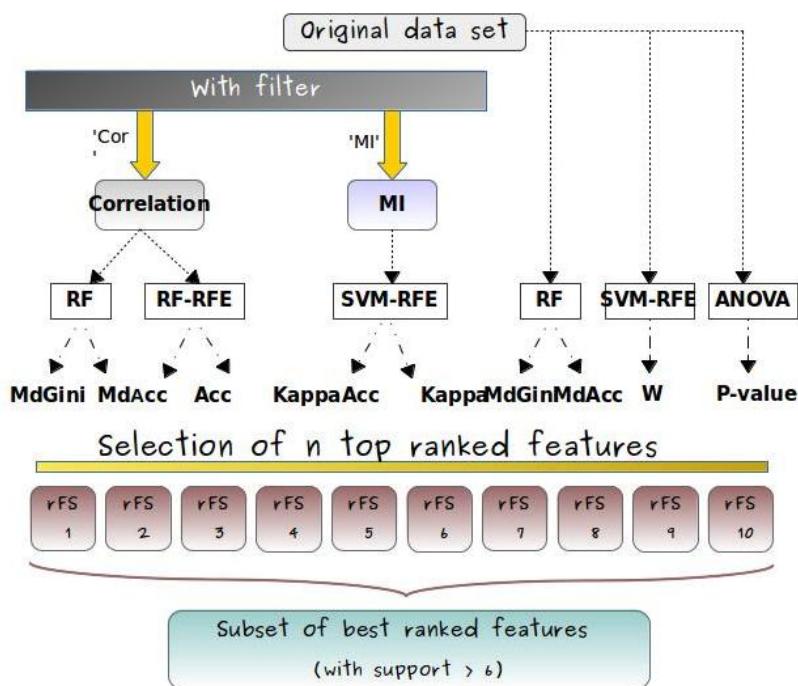 Original data set
With filter
'Cor
'
'MI'
Correlation
MI
RF
RF-RFE
SVM-RFE
RF
SVM-RFE
ANOVA
MdGini MdAcc Acc KappaAcc KappaMdGinMdAcc W P-value
Selection of n top ranked features
rFS rFS rFS rFS rFS rFS rFS rFS rFS rFS
1 2 3 4 5 6 7 8 9 10
Subset of best ranked features
(with support > 6)